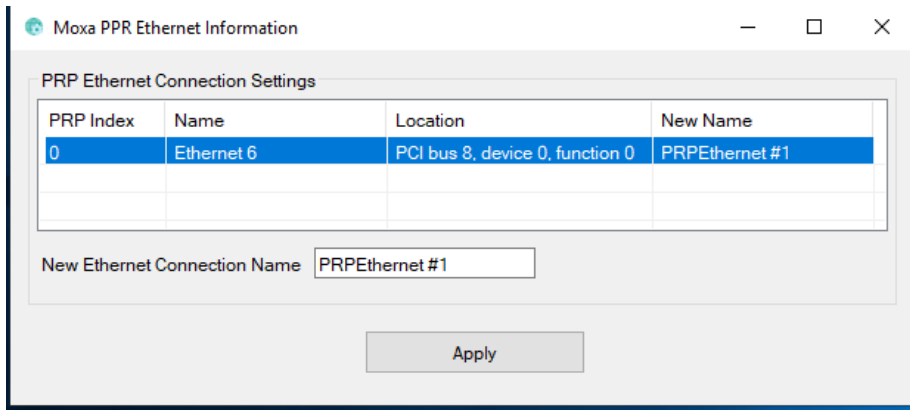 Moxa PPR Ethernet Information
PRP Ethernet Connection Settings
PRP Index Name Location New Name
0 Ethernet 6 PCI bus 8, device 0, function 0 PRPEthernet #1
New Ethernet Connection Name PRPEthernet #1
Apply